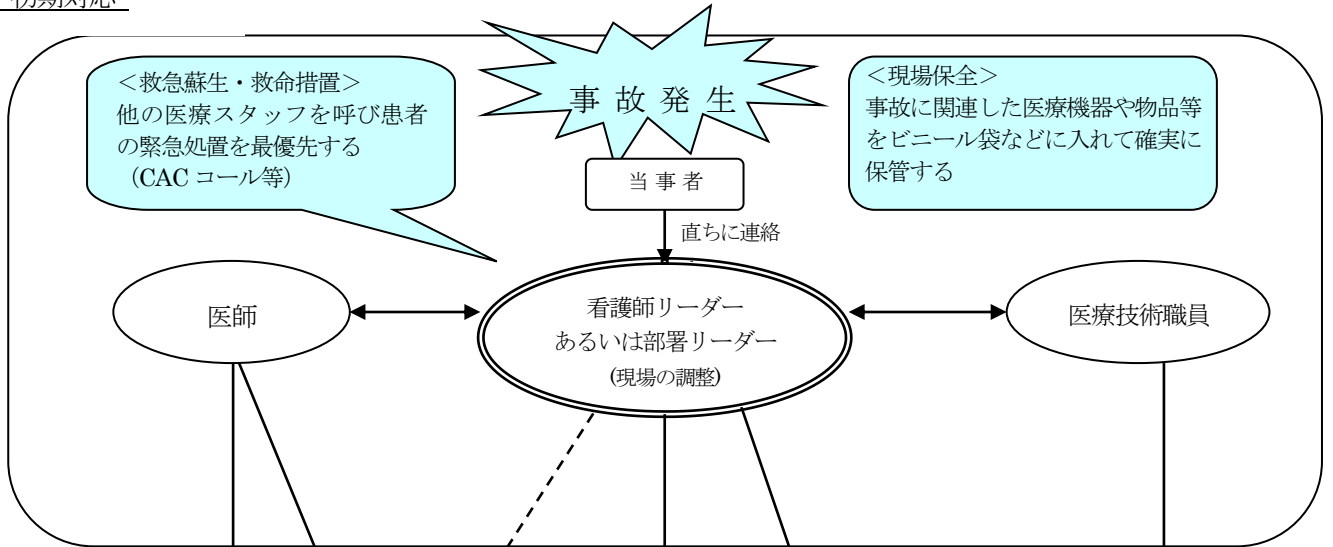 初期対応
＜救急蘇生・救命措置＞
他の医療スタッフを呼び患者
の緊急処置を最優先する
（CAC コール等）
事 故 発 生
＜現場保全＞
事故に関連した医療機器や物品等
をビニール袋などに入れて確実に
保管する
当 事 者
直ちに連絡
医師
看護師リーダー
あるいは部署リーダー
(現場の調整)
医療技術職員